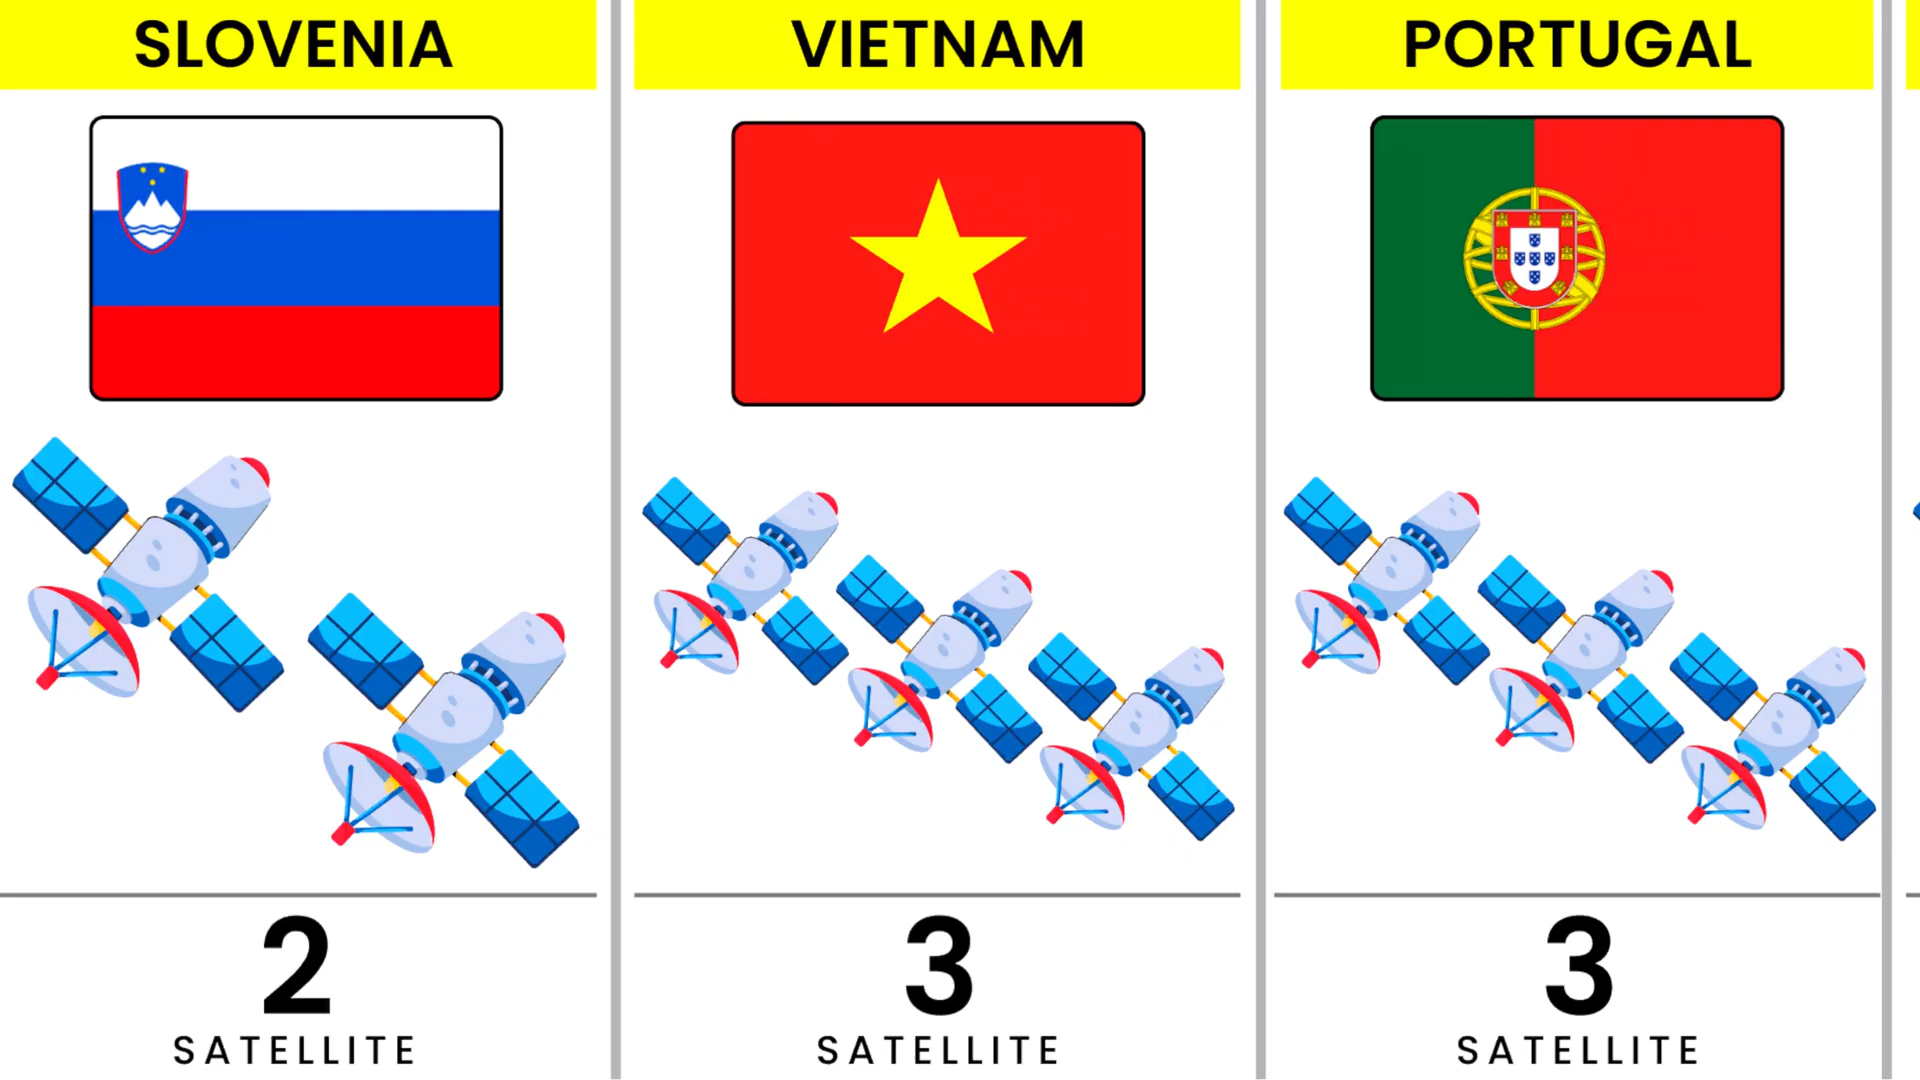 SLOVENIA
2
SATELLITE
VIETNAM
3
SATELLITE
PORTUGAL
3
SATELLITE